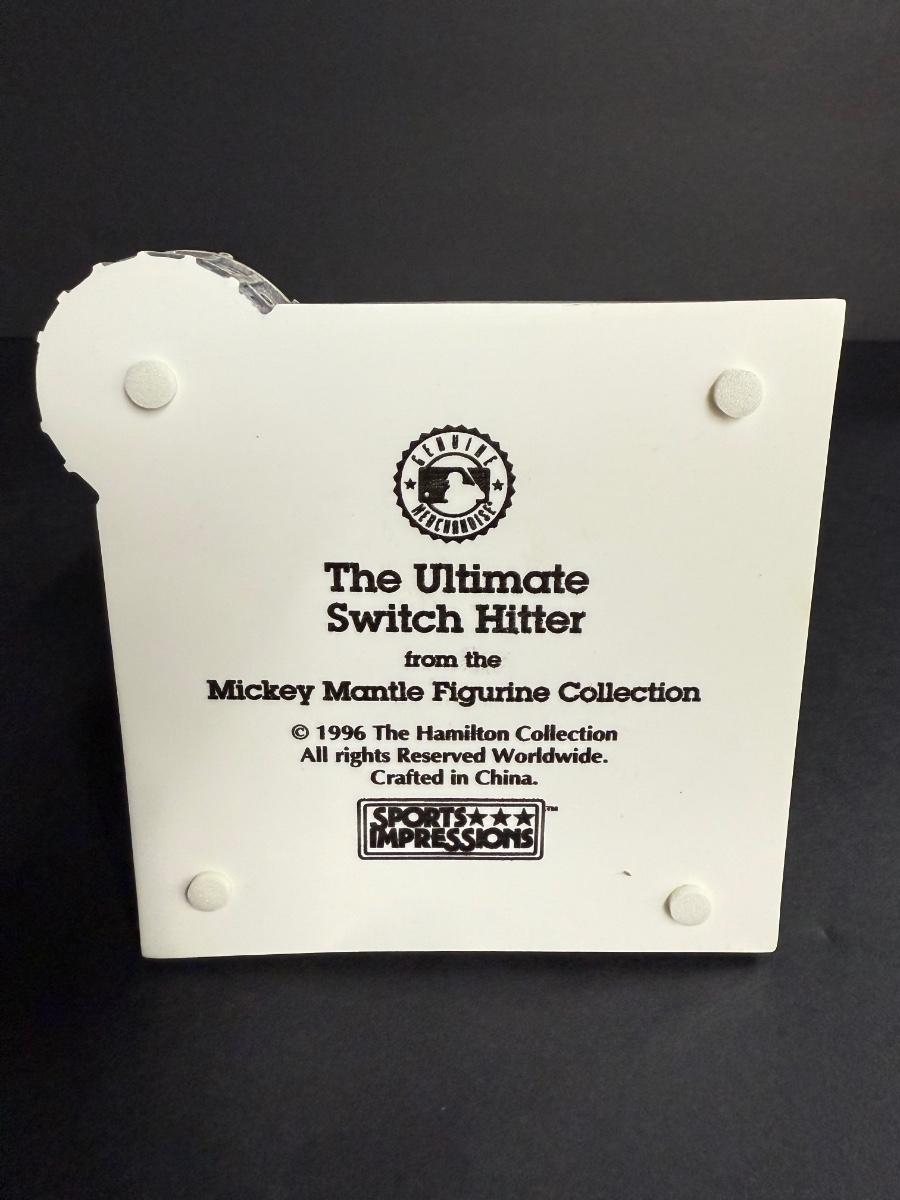 GENUINE
MERCHANDISE
The Ultimate
Switch Hitter
from the
Mickey Mantle Figurine Collection
© 1996 The Hamilton Collection
All rights Reserved Worldwide.
Crafted in China.
SPORTS★★★™
IMPRESSIONS